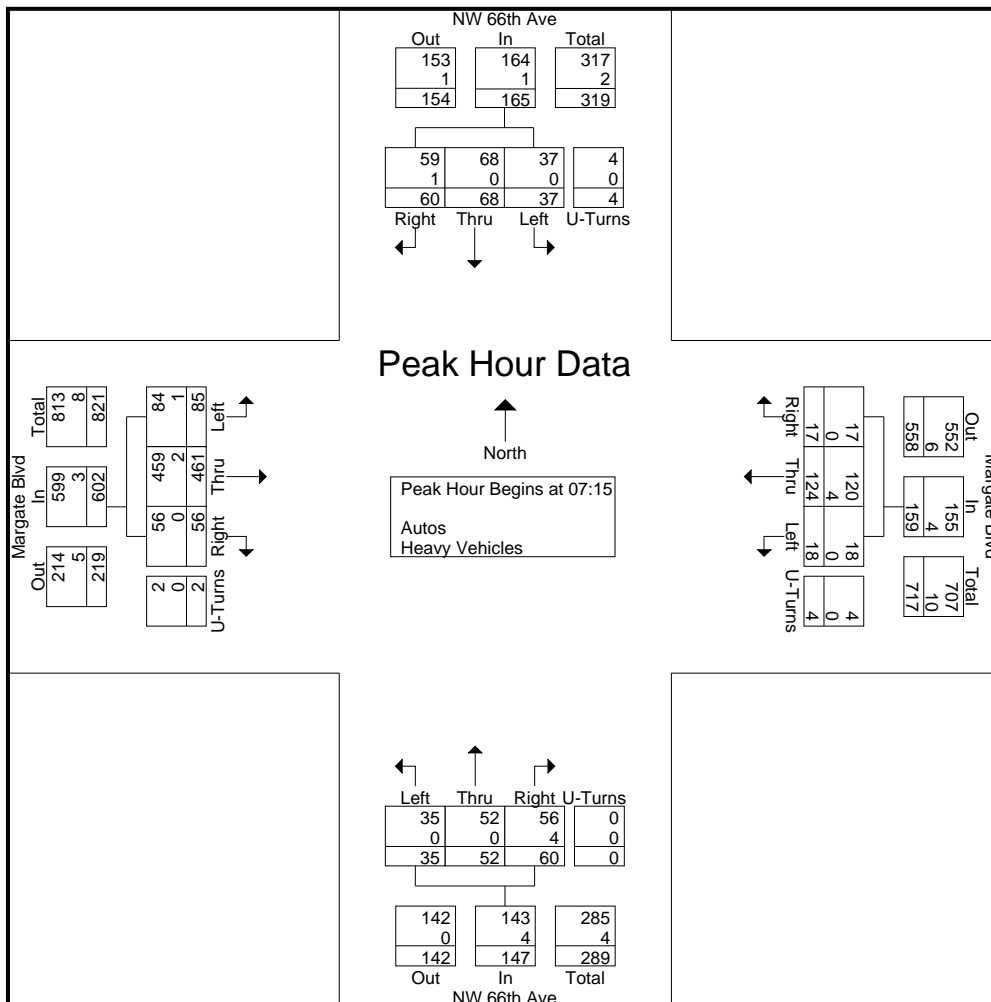 NW 66th Ave
Out In Total
153 164 317
1 1 2
154 165 319
59 68 37 4
1 0 0 0
60 68 37 4
Right Thru Left U-Turns
Peak Hour Data
North
Peak Hour Begins at 07:15
Autos
Heavy Vehicles
Margate Blvd
Out In Total
214 599 813
5 3 8
219 602 821
84 459 56 2
1 2 0 0
85 461 56 2
Left Thru Right U-Turns
Margate Blvd
Out In Total
552 155 707
6 4 10
558 159 717
17 120 18 4
0 4 0 0
17 124 18 4
Right Thru Left U-Turns
Left Thru Right U-Turns
35 52 56 0
0 0 4 0
35 52 60 0
142 143 285
0 4 4
142 147 289
Out In Total
NW 66th Ave